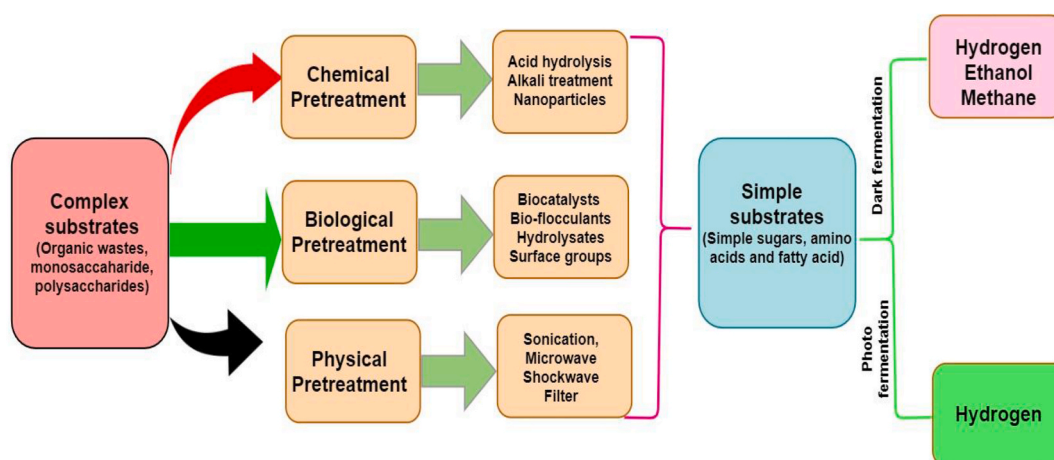 Complex
substrates
(Organic wastes,
monosaccaharide,
polysaccharides)
Chemical
Pretreatment
Acid hydrolysis
Alkali treatment
Nanoparticles
Biological
Pretreatment
Biocatalysts
Bio-flocculants
Hydrolysates
Surface groups
Physical
Pretreatment
Sonication,
Microwave
Shockwave
Filter
Simple
substrates
(Simple sugars, amino
acids and fatty acid)
Dark fermentation
Hydrogen
Ethanol
Methane
Photo
fermentation
Hydrogen